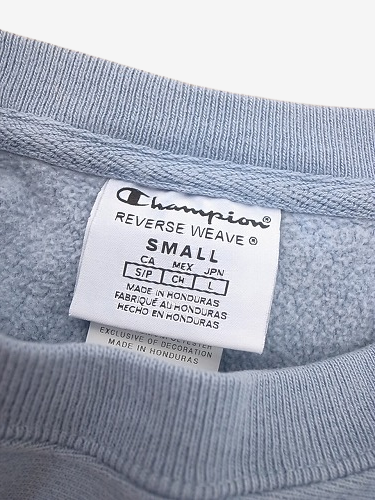 Champion®
REVERSE WEAVE®
SMALL
CA MEX JPN
S/P CH L
MADE IN HONDURAS
FABRIQUÉ AU HONDURAS
HECHO EN HONDURAS
POLYESTER
EXCLUSIVE OF DECORATION
MADE IN HONDURAS